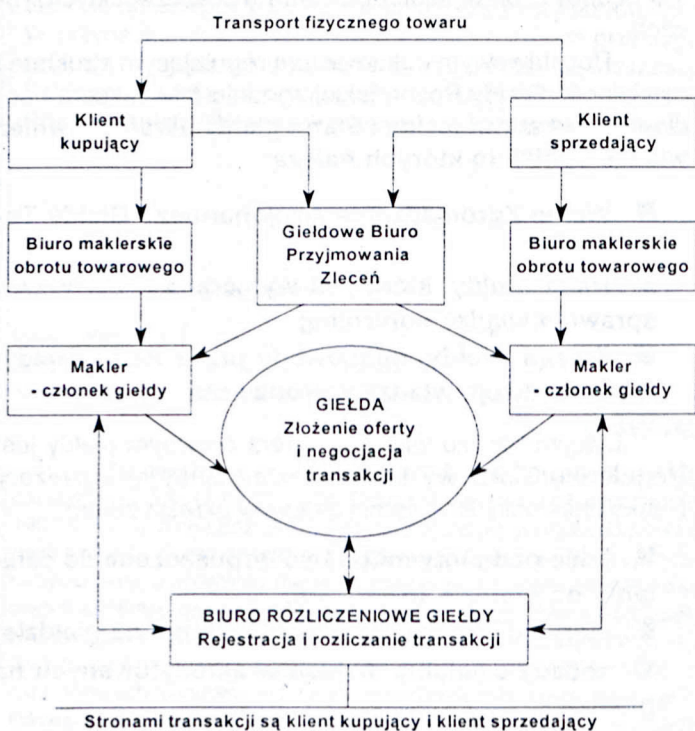 Transport fizycznego towaru
Klient
kupujący
Klient
sprzedający
Biuro maklerskie
obrotu towarowego
Giełdowe Biuro
Przyjmowania
Zleceń
Biuro maklerskie
obrotu towarowego
Makler
- członek giełdy
GIEŁDA
Złożenie oferty
i negocjacja
transakcji
Makler
- członek giełdy
BIURO ROZLICZENIOWE GIEŁDY
Rejestracja i rozliczanie transakcji
Stronami transakcji są klient kupujący i klient sprzedający